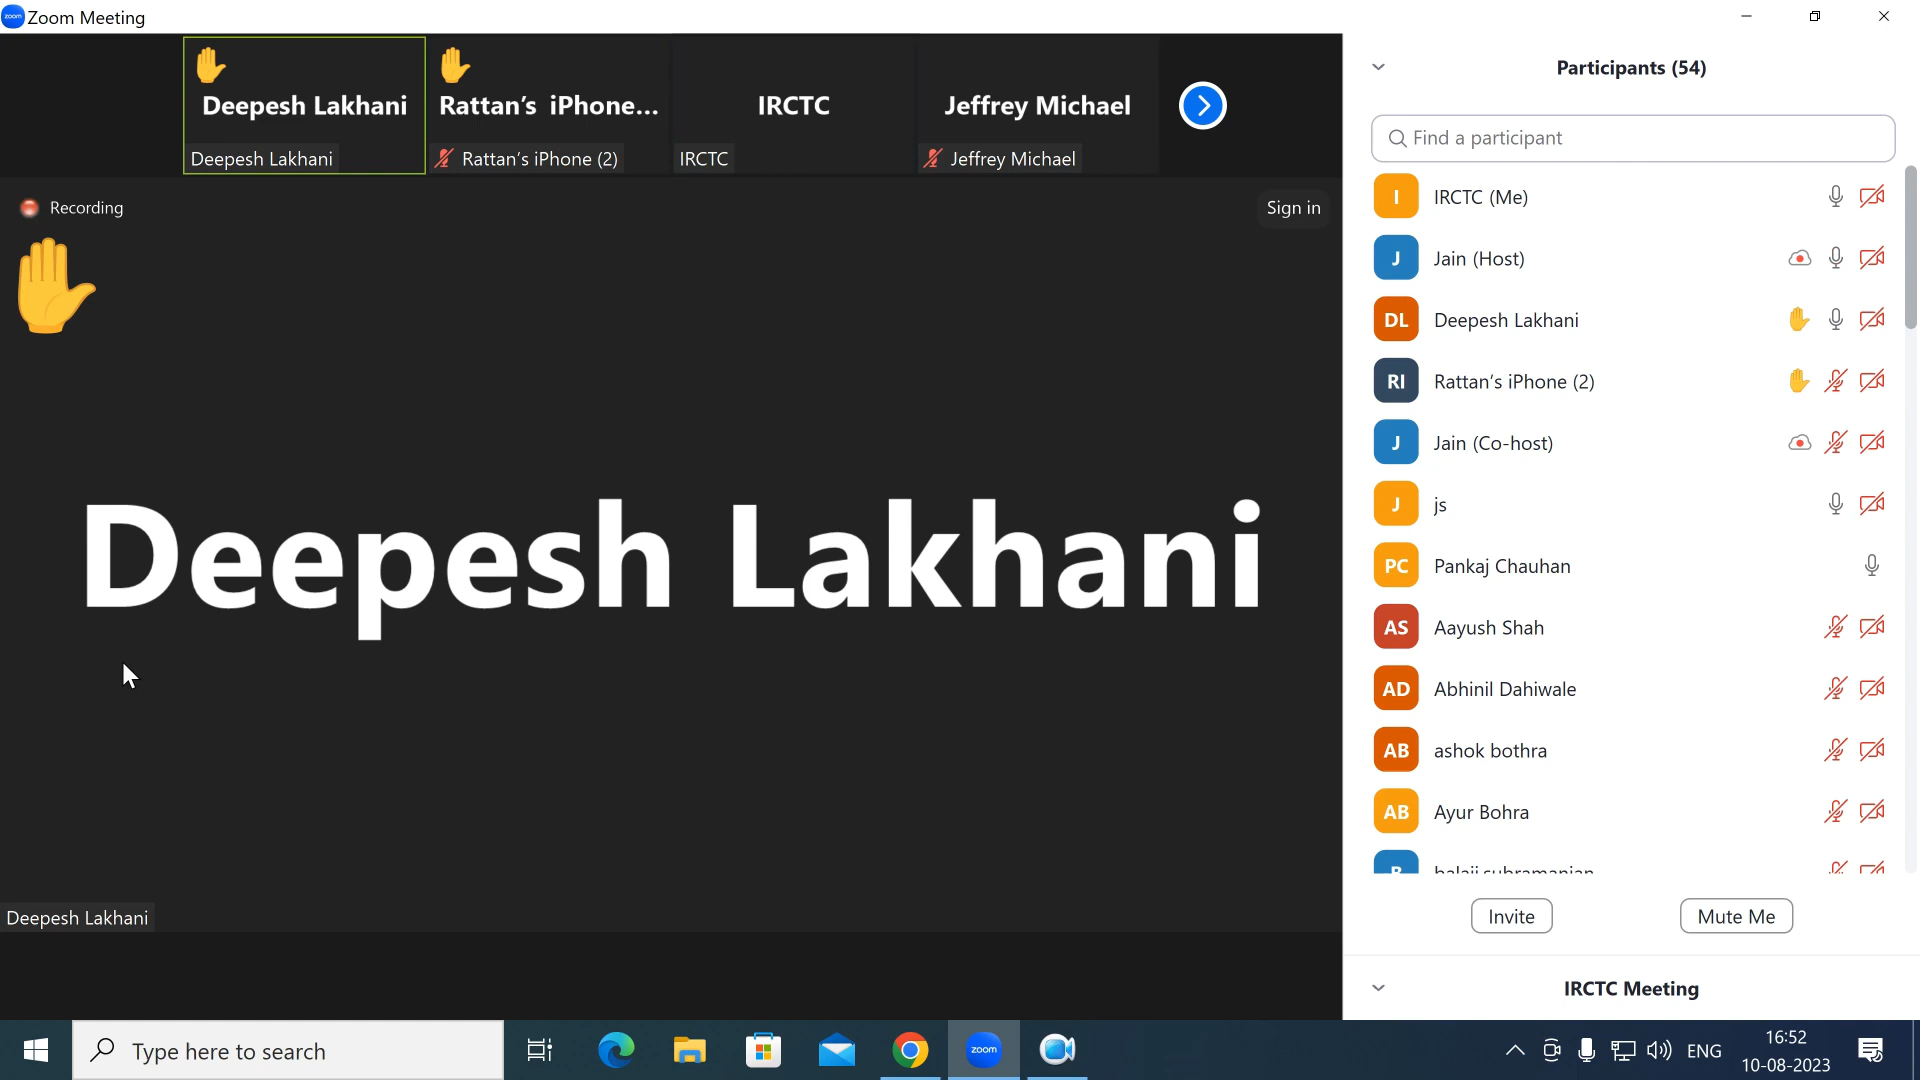 zoom Zoom Meeting
Deepesh Lakhani
Rattan's iPhone...
IRCTC
Jeffrey Michael
Deepesh Lakhani
Rattan's iPhone (2)
IRCTC
Jeffrey Michael
Recording
Sign in
Deepesh Lakhani
Deepesh Lakhani
Participants (54)
Find a participant
I IRCTC (Me)
J Jain (Host)
DL Deepesh Lakhani
RI Rattan's iPhone (2)
J Jain (Co-host)
J js
PC Pankaj Chauhan
AS Aayush Shah
AD Abhinil Dahiwale
AB ashok bothra
AB Ayur Bohra
Invite
Mute Me
IRCTC Meeting
Type here to search
zoom
ENG
16:52
10-08-2023